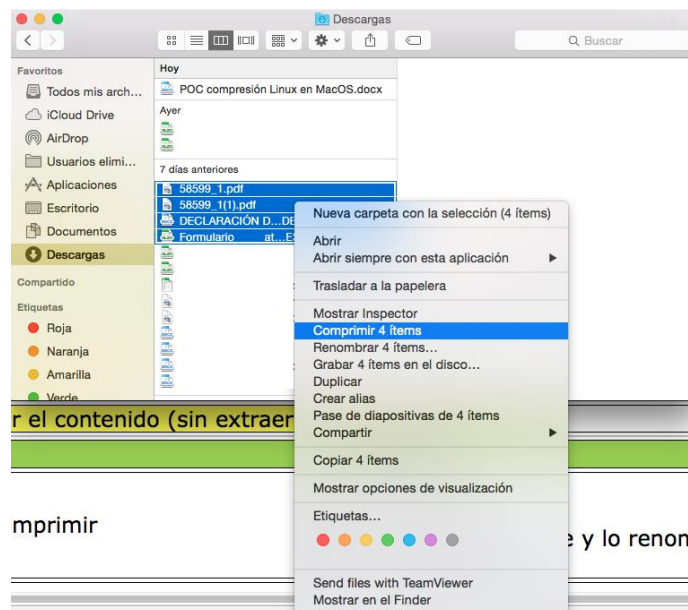 Descargas
Buscar
Favoritos
Todos mis arch...
iCloud Drive
AirDrop
Usuarios elimi...
Aplicaciones
Escritorio
Documentos
Descargas
Compartido
Etiquetas
Roja
Naranja
Amarilla
Verde
Hoy
POC compresión Linux en MacOS.docx
Ayer
7 días anteriores
58599_1.pdf
58599_1(1).pdf
DECLARACIÓN D...DE
Formulario at...E
Nueva carpeta con la selección (4 ítems)
Abrir
Abrir siempre con esta aplicación
Trasladar a la papelera
Mostrar Inspector
Comprimir 4 ítems
Renombrar 4 ítems...
Grabar 4 ítems en el disco...
Duplicar
Crear alias
Pase de diapositivas de 4 ítems
Compartir
Copiar 4 ítems
Mostrar opciones de visualización
Etiquetas...
Send files with TeamViewer
Mostrar en el Finder
r el contenido (sin extraer
mprimir
e y lo renom